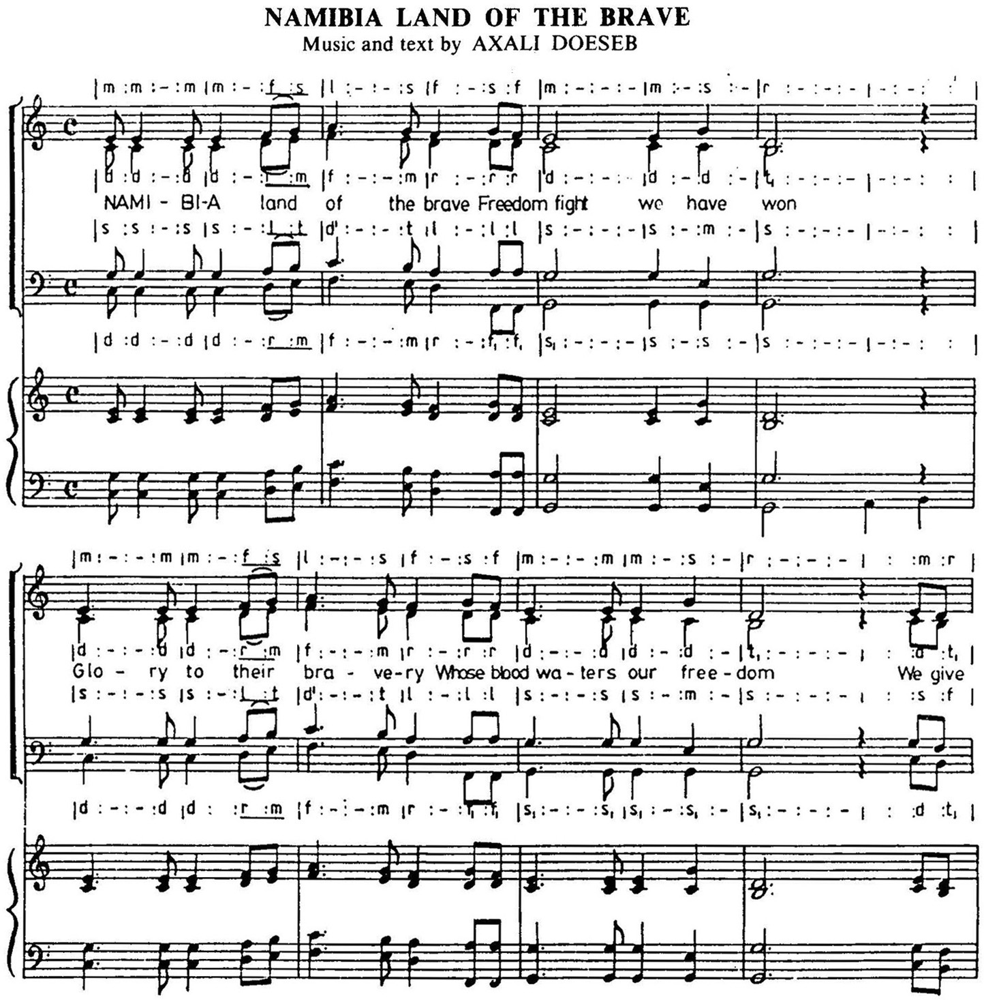 NAMIBIA LAND OF THE BRAVE
Music and text by AXALI DOESEB
|m :m :– :m |m : – :f :s |l : – : – :s |f : – :s :f |m : – : – : – |m : – :s : – |r : – : – : – | – : – : – : |
|d :d : – :d |d : – :r :m |f : – : – :m |r : – :r :r |d : – : – : – |d : – :d : – |t, : – : – : – | – : – : – : |
NAMI – BI-A land of the brave Freedom fight we have won
|s :s : – :s |s : – :l :t |d' : – : – :t |l : – :l :l |s : – : – : – |s : – :m : – |s : – : – : – | – : – : : |
|d :d : – :d |d : – :r :m |f : – : – :m |r : – :f, :f, |s, : – : – : – |s : – :s : – |s : – : – : – | – : – : : |
|m : – : – :m |m : – :f :s |l : – : – :s |f : – :s :f |m : – : – :m |m : – :s : – |r : – : – : – | : :m :r |
|d : – : – :d |d : – :r :m |f : – : – :m |r : – :r :r |d : – : – :d |d : – :d : – |t, : – : – : – | : :d :t, |
Glo – ry to their bra - ve-ry Whose blood wa-ters our free-dom We give
|s : – : – :s |s : – :l :t |d' : – : – :t |l : – :l :l |s : – : – :s |s : – :m : – |s : – : – : – | : :s :f |
|d : – : – :d |d : :r :m |f : – : – :m |r : – :f, :f, |s, : – : – :s, |s, : – :s, : – |s, : – : – : – | : :d :t, |